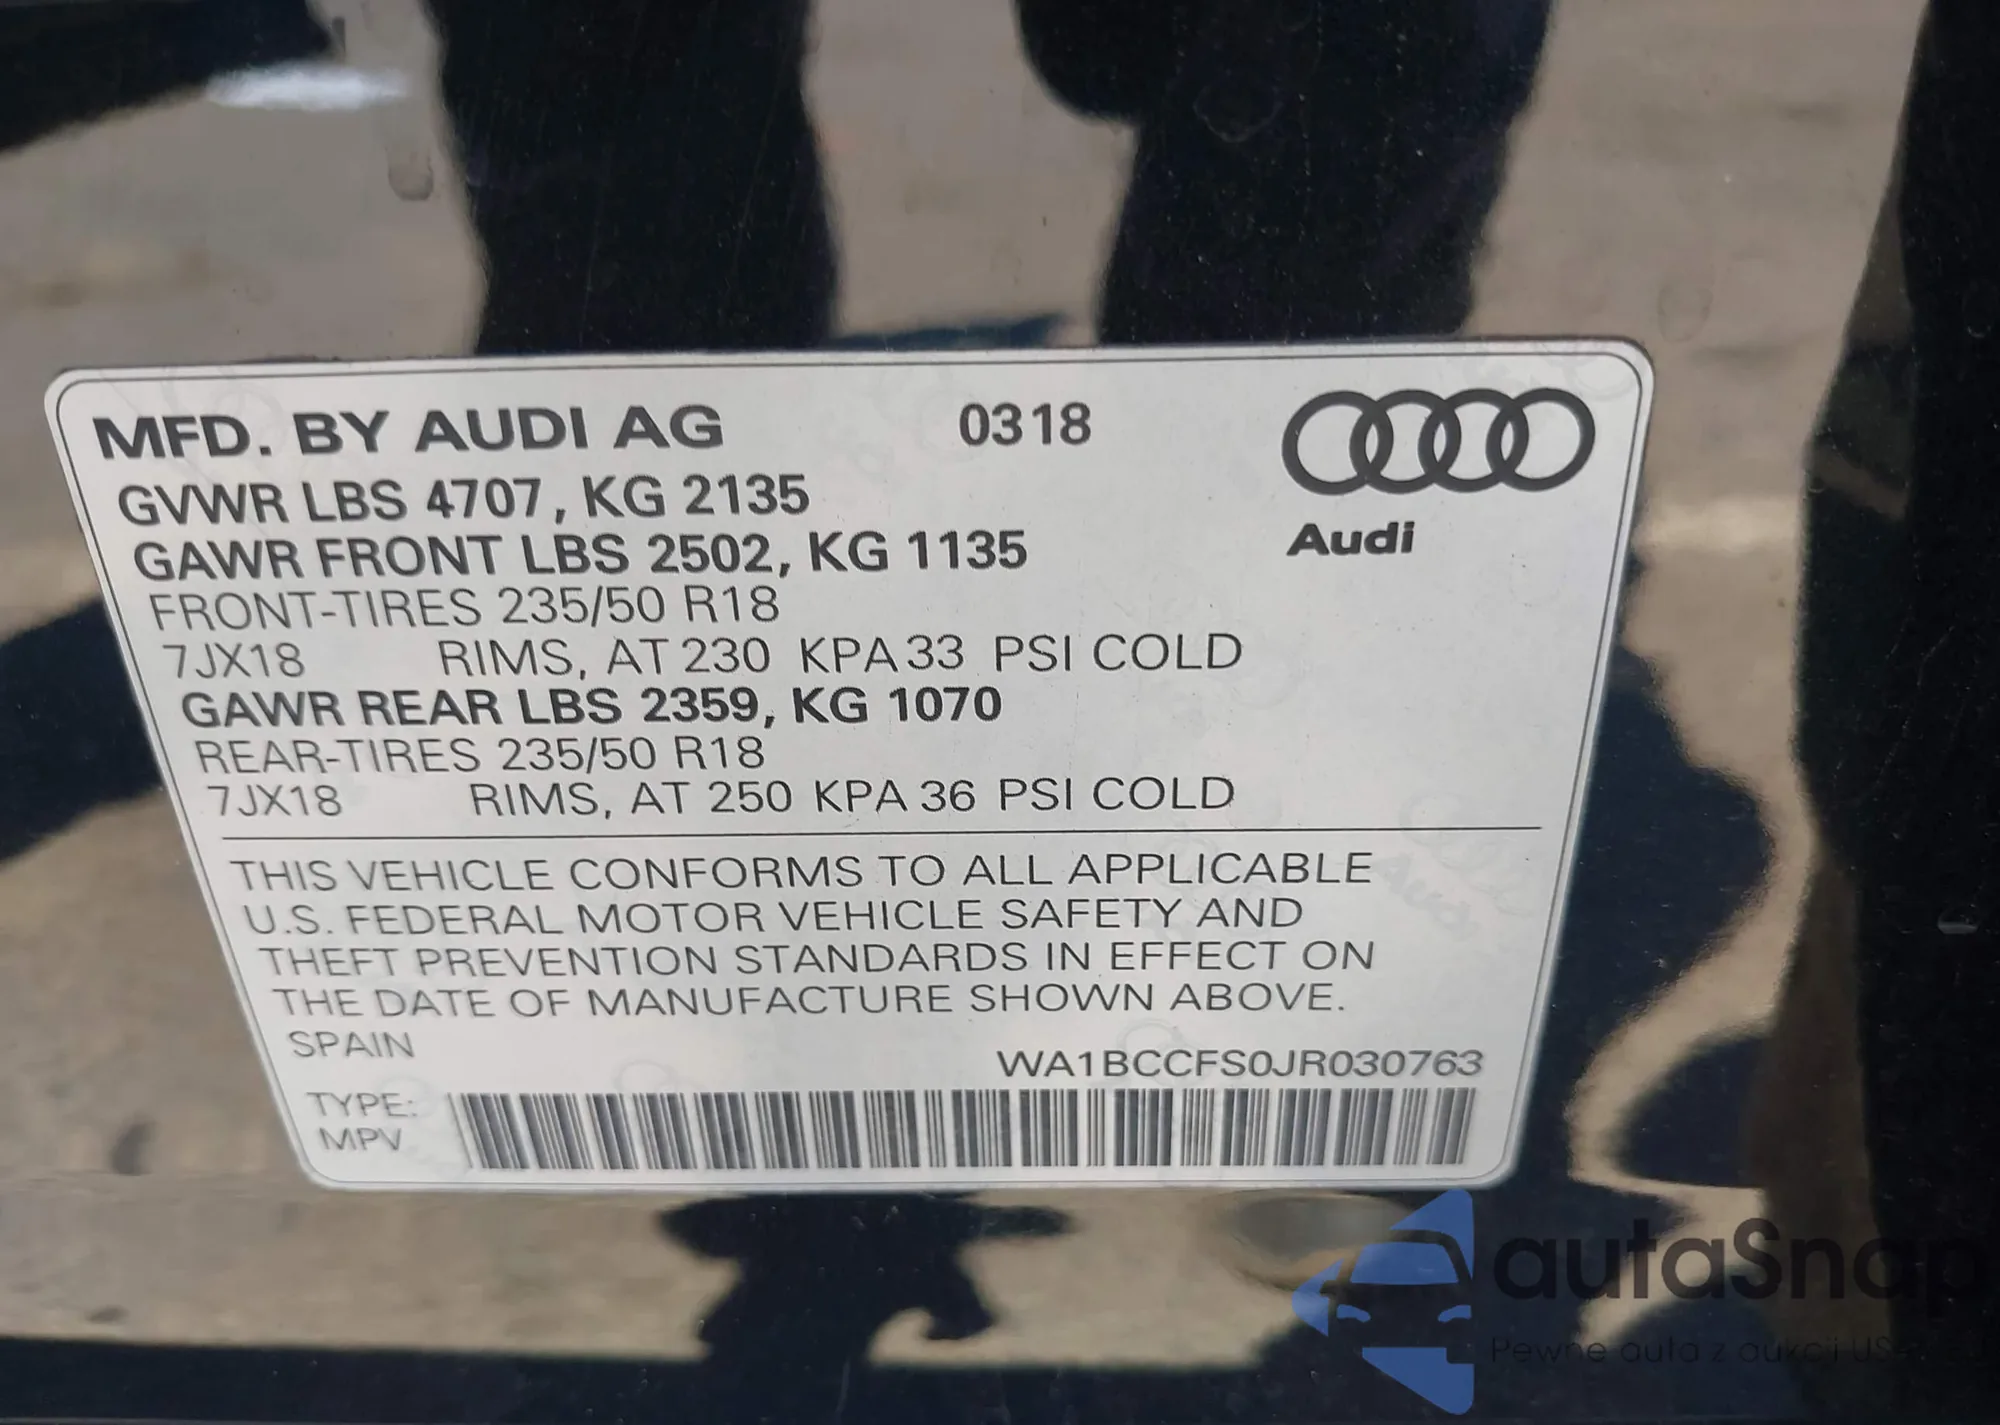 MFD. BY AUDI AG 0318
GVWR LBS 4707, KG 2135
GAWR FRONT LBS 2502, KG 1135
Audi
FRONT-TIRES 235/50 R18
7JX18 RIMS, AT 230 KPA 33 PSI COLD
GAWR REAR LBS 2359, KG 1070
REAR-TIRES 235/50 R18
7JX18 RIMS, AT 250 KPA 36 PSI COLD
THIS VEHICLE CONFORMS TO ALL APPLICABLE
U.S. FEDERAL MOTOR VEHICLE SAFETY AND
THEFT PREVENTION STANDARDS IN EFFECT ON
THE DATE OF MANUFACTURE SHOWN ABOVE.
SPAIN
WA1BCCFS0JR030763
TYPE:
MPV
autaSnap
Pewne auta z aukcji